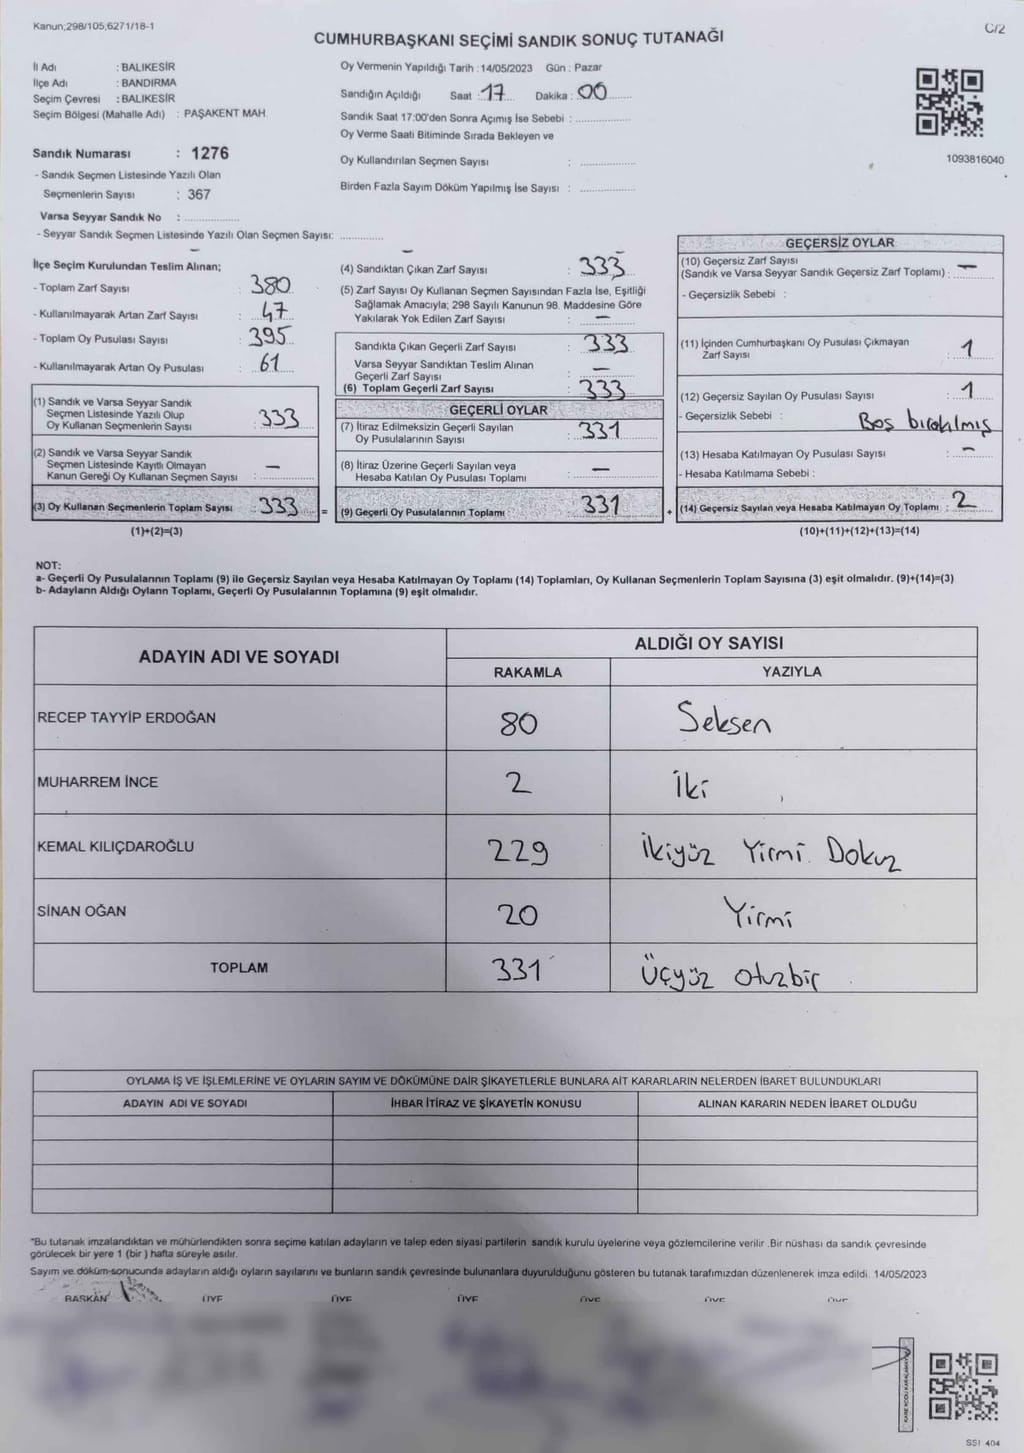 Kanun;298/105,6271/18-1
C/2
CUMHURBAŞKANI SEÇİMİ SANDIK SONUÇ TUTANAĞI
İl Adı : BALIKESİR
İlçe Adı : BANDIRMA
Seçim Çevresi : BALIKESİR
Seçim Bölgesi (Mahalle Adı) : PAŞAKENT MAH
Sandık Numarası : 1276
- Sandık Seçmen Listesinde Yazılı Olan
Seçmenlerin Sayısı : 367
Varsa Seyyar Sandık No : ..................
- Seyyar Sandık Seçmen Listesinde Yazılı Olan Seçmen Sayısı: ..............
Oy Vermenin Yapıldığı Tarih : 14/05/2023 Gün : Pazar
Sandığın Açıldığı Saat : 17 Dakika : 00
Sandık Saat 17:00'den Sonra Açımış İse Sebebi : ..................
Oy Verme Saati Bitiminde Sırada Bekleyen ve
Oy Kullandırılan Seçmen Sayısı : ..................
Birden Fazla Sayım Döküm Yapılmış İse Sayısı : ..................
1093816040
İlçe Seçim Kurulundan Teslim Alınan;
- Toplam Zarf Sayısı : 380
- Kullanılmayarak Artan Zarf Sayısı : 47
- Toplam Oy Pusulası Sayısı : 395
- Kullanılmayarak Artan Oy Pusulası : 61
(1) Sandık ve Varsa Seyyar Sandık
Seçmen Listesinde Yazılı Olup
Oy Kullanan Seçmenlerin Sayısı : 333
(2) Sandık ve Varsa Seyyar Sandık
Seçmen Listesinde Kayıtlı Olmayan
Kanun Gereği Oy Kullanan Seçmen Sayısı : —
(3) Oy Kullanan Seçmenlerin Toplam Sayısı : 333 =
(1)+(2)=(3)
(4) Sandıktan Çıkan Zarf Sayısı : 333
(5) Zarf Sayısı Oy Kullanan Seçmen Sayısından Fazla İse, Eşitliği
Sağlamak Amacıyla; 298 Sayılı Kanunun 98. Maddesine Göre
Yakılarak Yok Edilen Zarf Sayısı : —
Sandıkta Çıkan Geçerli Zarf Sayısı : 333
Varsa Seyyar Sandıktan Teslim Alınan
Geçerli Zarf Sayısı : —
(6) Toplam Geçerli Zarf Sayısı : 333
GEÇERLİ OYLAR
(7) İtiraz Edilmeksizin Geçerli Sayılan
Oy Pusulalarının Sayısı : 331
(8) İtiraz Üzerine Geçerli Sayılan veya
Hesaba Katılan Oy Pusulası Toplamı : —
(9) Geçerli Oy Pusulalarının Toplamı : 331 +
GEÇERSİZ OYLAR
(10) Geçersiz Zarf Sayısı
(Sandık ve Varsa Seyyar Sandık Geçersiz Zarf Toplamı) : —
- Geçersizlik Sebebi :
(11) İçinden Cumhurbaşkanı Oy Pusulası Çıkmayan
Zarf Sayısı : 1
(12) Geçersiz Sayılan Oy Pusulası Sayısı : 1
- Geçersizlik Sebebi : Boş bırakılmış
(13) Hesaba Katılmayan Oy Pusulası Sayısı : —
- Hesaba Katılmama Sebebi :
(14) Geçersiz Sayılan veya Hesaba Katılmayan Oy Toplamı : 2
(10)+(11)+(12)+(13)=(14)
NOT:
a- Geçerli Oy Pusulalarının Toplamı (9) ile Geçersiz Sayılan veya Hesaba Katılmayan Oy Toplamı (14) Toplamları, Oy Kullanan Seçmenlerin Toplam Sayısına (3) eşit olmalıdır. (9)+(14)=(3)
b- Adayların Aldığı Oyların Toplamı, Geçerli Oy Pusulalarının Toplamına (9) eşit olmalıdır.
ADAYIN ADI VE SOYADI
ALDIĞI OY SAYISI
RAKAMLA YAZIYLA
RECEP TAYYİP ERDOĞAN 80 Seksen
MUHARREM İNCE 2 İki
KEMAL KILIÇDAROĞLU 229 İkiyüz Yirmi Dokuz
SİNAN OĞAN 20 Yirmi
TOPLAM 331 Üçyüz otuzbir
OYLAMA İŞ VE İŞLEMLERİNE VE OYLARIN SAYIM VE DÖKÜMÜNE DAİR ŞİKAYETLERLE BUNLARA AİT KARARLARIN NELERDEN İBARET BULUNDUKLARI
ADAYIN ADI VE SOYADI İHBAR İTİRAZ VE ŞİKAYETİN KONUSU ALINAN KARARIN NEDEN İBARET OLDUĞU
"Bu tutanak imzalandıktan ve mühürlendikten sonra seçime katılan adayların ve talep eden siyasi partilerin sandık kurulu üyelerine veya gözlemcilerine verilir .Bir nüshası da sandık çevresinde
görülecek bir yere 1 (bir ) hafta süreyle asılır.
Sayım ve döküm sonucunda adayların aldığı oyların sayılarını ve bunların sandık çevresinde bulunanlara duyurulduğunu gösteren bu tutanak tarafımızdan düzenlenerek imza edildi. 14/05/2023
BAŞKAN ÜYE ÜYE ÜYE ÜYE ÜYE ÜYE
KARE KODU KARALAMAYINIZ
SSI 404